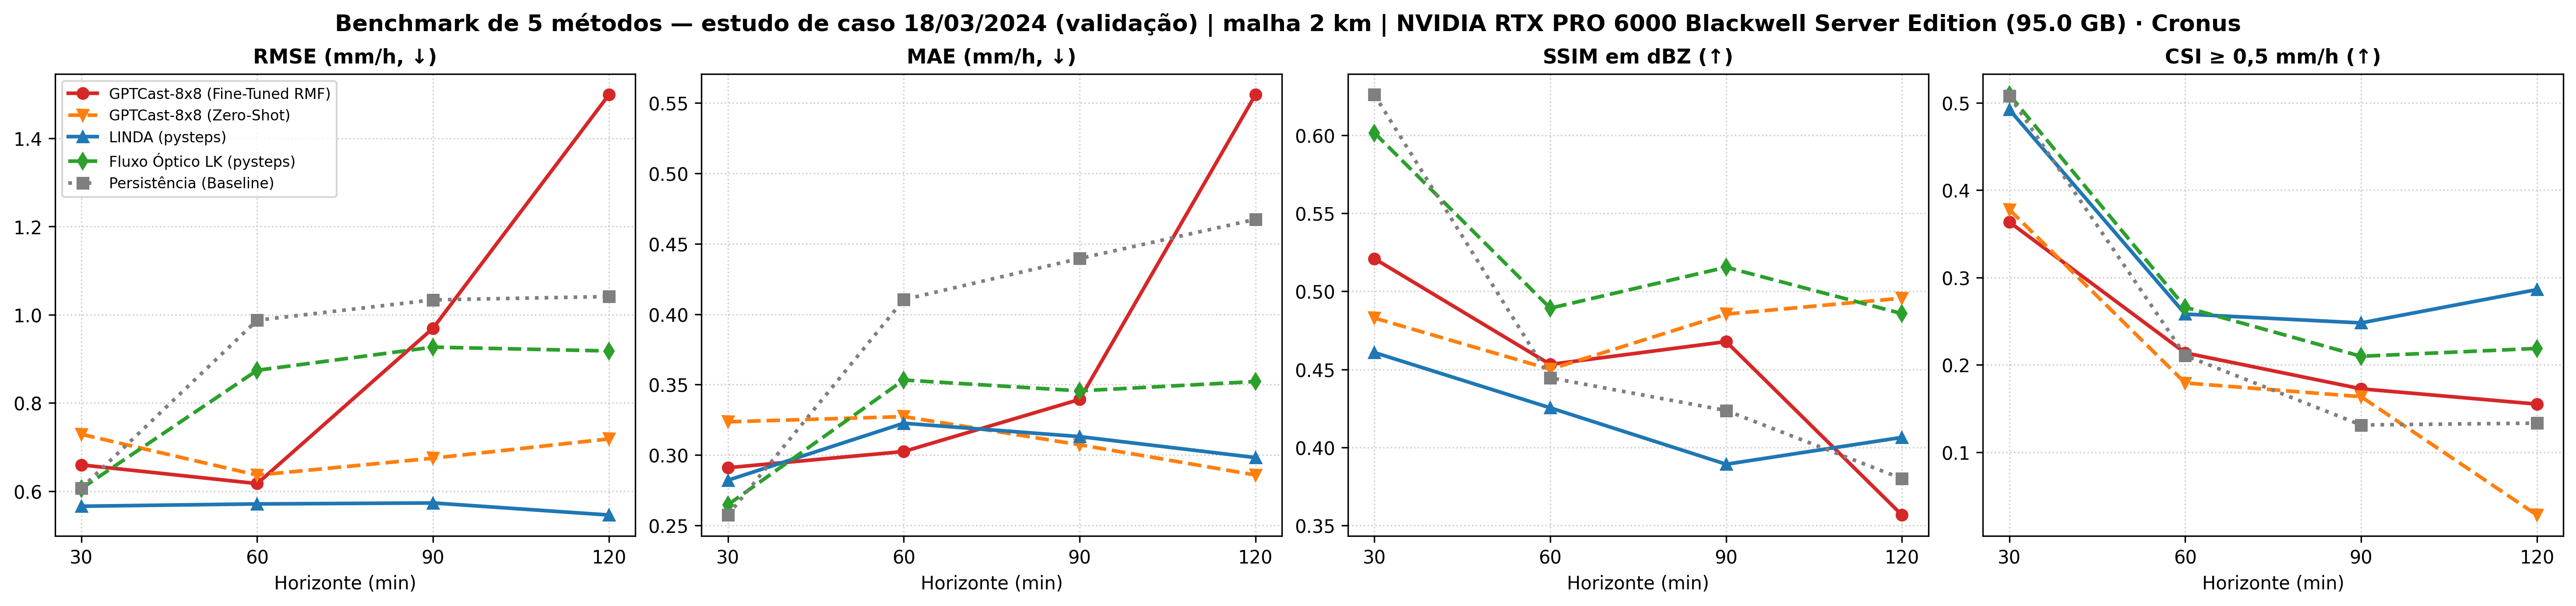 Benchmark de 5 métodos — estudo de caso 18/03/2024 (validação) | malha 2 km | NVIDIA RTX PRO 6000 Blackwell Server Edition (95.0 GB) · Cronus
RMSE (mm/h, ↓)
1.4
1.2
1.0
0.8
0.6
GPTCast-8x8 (Fine-Tuned RMF)
GPTCast-8x8 (Zero-Shot)
LINDA (pysteps)
Fluxo Óptico LK (pysteps)
Persistência (Baseline)
30 60 90 120
Horizonte (min)
MAE (mm/h, ↓)
0.55
0.50
0.45
0.40
0.35
0.30
0.25
30 60 90 120
Horizonte (min)
SSIM em dBZ (↑)
0.60
0.55
0.50
0.45
0.40
0.35
30 60 90 120
Horizonte (min)
CSI ≥ 0,5 mm/h (↑)
0.5
0.4
0.3
0.2
0.1
30 60 90 120
Horizonte (min)